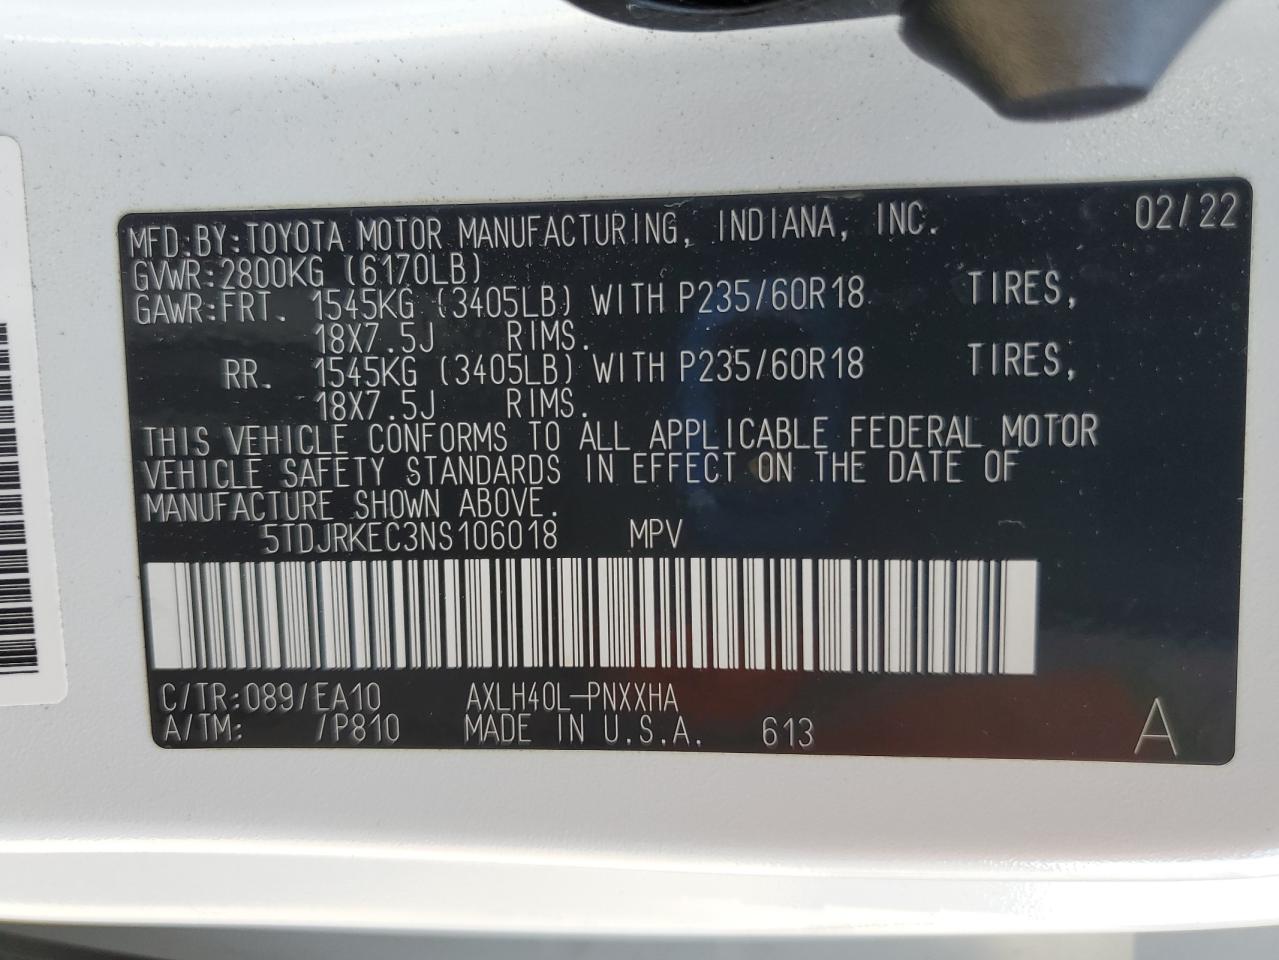 MFD.BY:TOYOTA MOTOR MANUFACTURING, INDIANA, INC. 02/22
GVWR:2800KG (6170LB)
GAWR:FRT. 1545KG (3405LB) WITH P235/60R18 TIRES,
18X7.5J RIMS.
RR. 1545KG (3405LB) WITH P235/60R18 TIRES,
18X7.5J RIMS.
THIS VEHICLE CONFORMS TO ALL APPLICABLE FEDERAL MOTOR
VEHICLE SAFETY STANDARDS IN EFFECT ON THE DATE OF
MANUFACTURE SHOWN ABOVE.
5TDJRKEC3NS106018 MPV
C/TR:089/EA10 AXLH40L-PNXXHA
A/TM: /P810 MADE IN U.S.A. 613 A